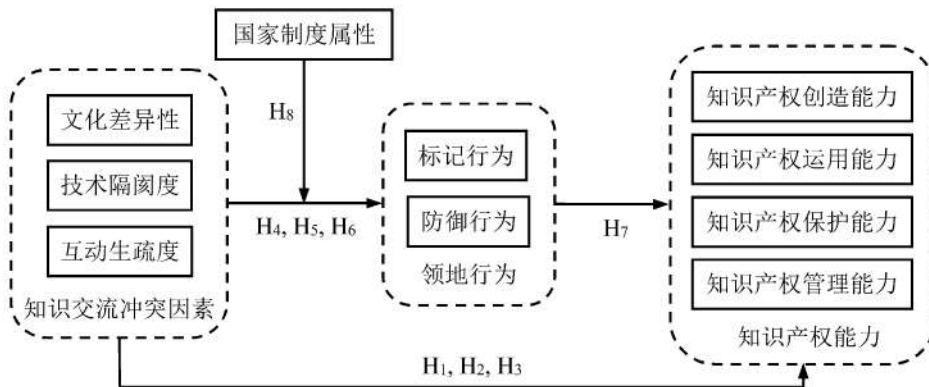 国家制度属性
H₈
文化差异性
技术隔阂度
互动生疏度
知识交流冲突因素
H₄, H₅, H₆
标记行为
防御行为
领地行为
H₇
知识产权创造能力
知识产权运用能力
知识产权保护能力
知识产权管理能力
知识产权能力
H₁, H₂, H₃